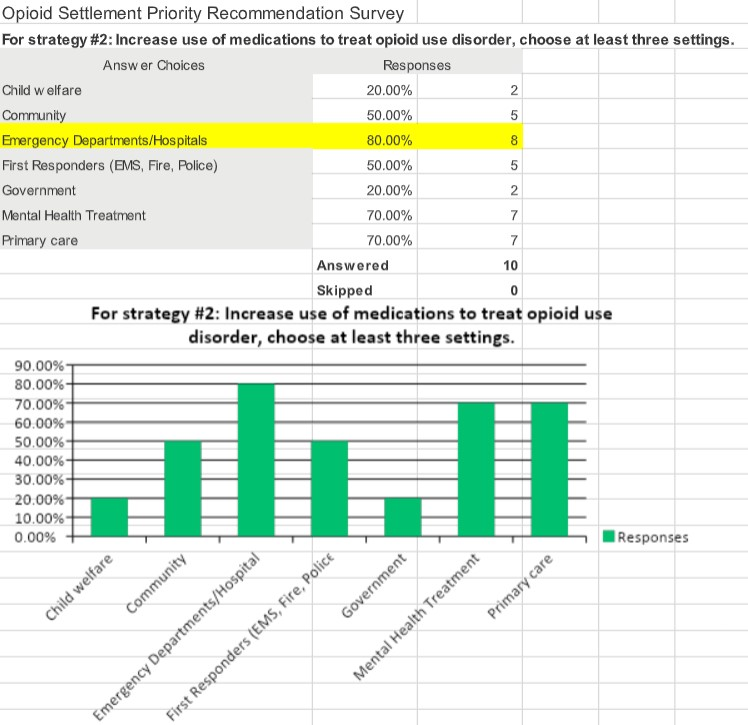 Opioid Settlement Priority Recommendation Survey
For strategy #2: Increase use of medications to treat opioid use disorder, choose at least three settings.
Answer Choices Responses
Child welfare 20.00% 2
Community 50.00% 5
Emergency Departments/Hospitals 80.00% 8
First Responders (EMS, Fire, Police) 50.00% 5
Government 20.00% 2
Mental Health Treatment 70.00% 7
Primary care 70.00% 7
Answered 10
Skipped 0
For strategy #2: Increase use of medications to treat opioid use
disorder, choose at least three settings.
90.00%
80.00%
70.00%
60.00%
50.00%
40.00%
30.00%
20.00%
10.00%
0.00%
Responses
Child welfare
Community
Emergency Departments/Hospital
First Responders (EMS, Fire, Police
Government
Mental Health Treatment
Primary care